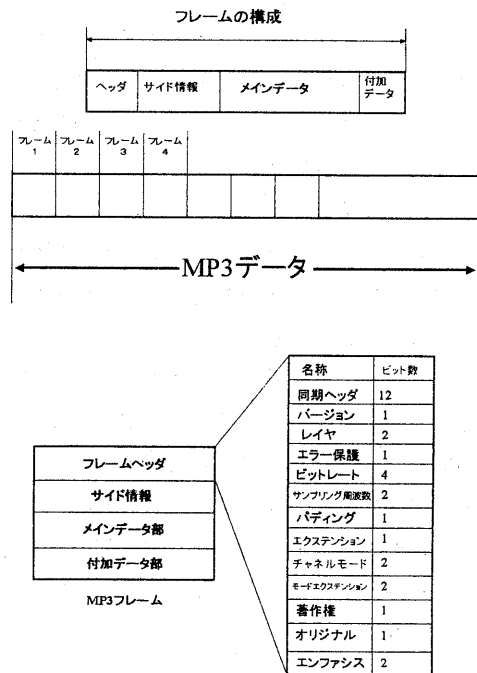 フレームの構成
ヘッダ サイド情報 メインデータ 付加
データ
フレーム フレーム フレーム フレーム
1 2 3 4
MP3データ
名称 ビット数
同期ヘッダ 12
バージョン 1
レイヤ 2
エラー保護 1
ビットレート 4
サンプリング周波数 2
パディング 1
エクステンション 1
チャネルモード 2
モードエクステンション 2
著作権 1
オリジナル 1
エンファシス 2
フレームヘッダ
サイド情報
メインデータ部
付加データ部
MP3フレーム